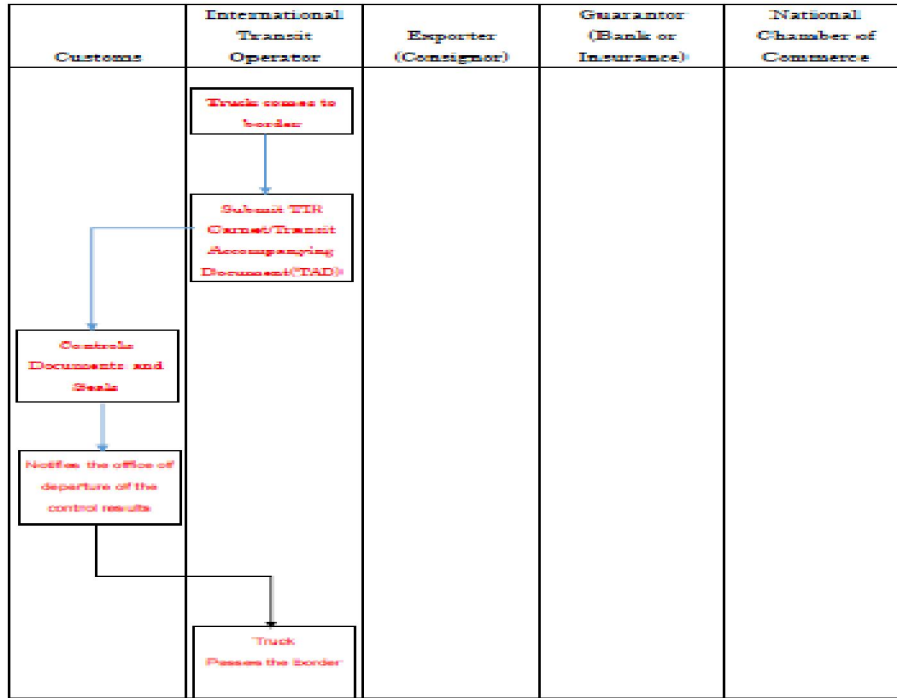 Customs
International
Transit
Operator
Exporter
(Consignor)
Guarantor
(Bank or
Insurance)
National
Chamber of
Commerce
Truck comes to
border
Submit TIR
Carnet/Transit
Accompanying
Document(TAD)
Controls
Documents and
Seals
Notifies the office of
departure of the
control results
Truck
Passes the border